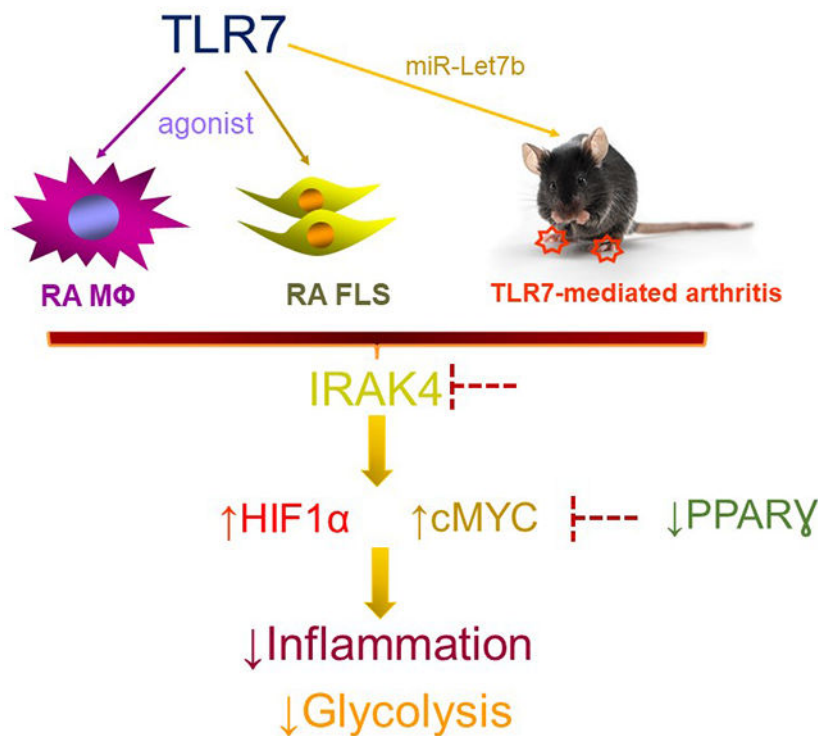 TLR7
miR-Let7b
agonist
RA MΦ
RA FLS
TLR7-mediated arthritis
IRAK4
↑HIF1α
↑cMYC
↓PPARɣ
↓Inflammation
↓Glycolysis